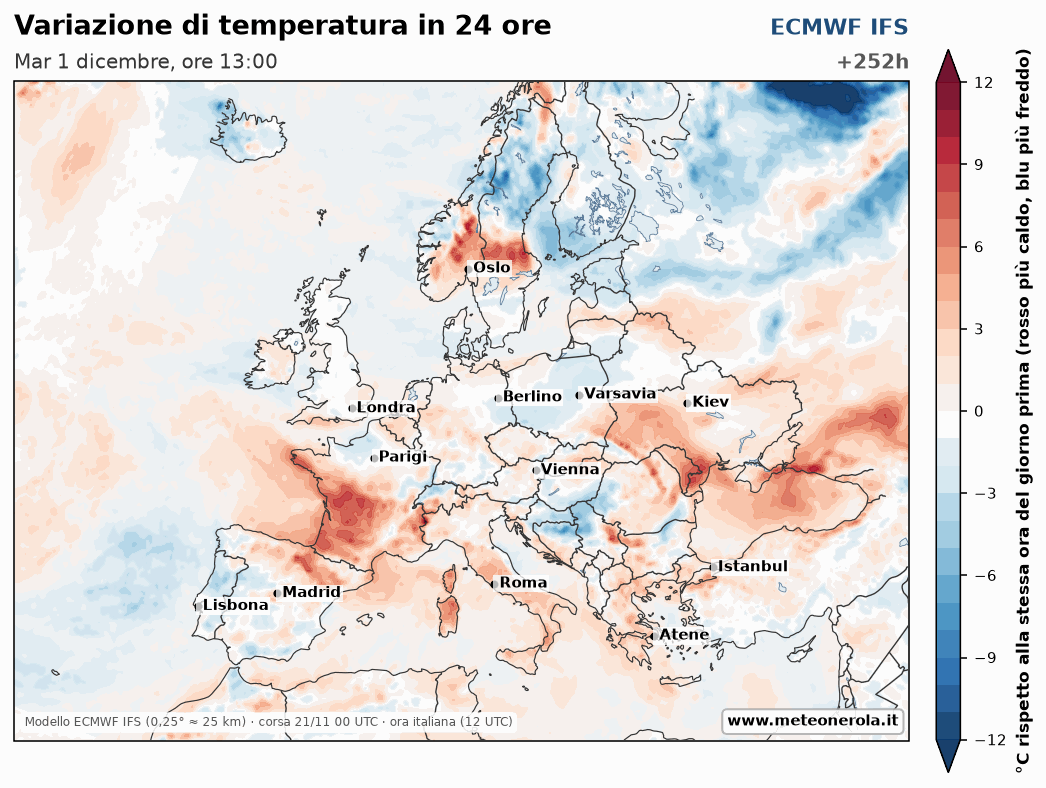 Variazione di temperatura in 24 ore
ECMWF IFS
Mar 1 dicembre, ore 13:00
+252h
Oslo
Londra
Berlino
Varsavia
Kiev
Parigi
Vienna
Madrid
Lisbona
Roma
Istanbul
Atene
Modello ECMWF IFS (0,25° ≈ 25 km) · corsa 21/11 00 UTC · ora italiana (12 UTC)
www.meteonerola.it
12
9
6
3
0
−3
−6
−9
−12
°C rispetto alla stessa ora del giorno prima (rosso più caldo, blu più freddo)